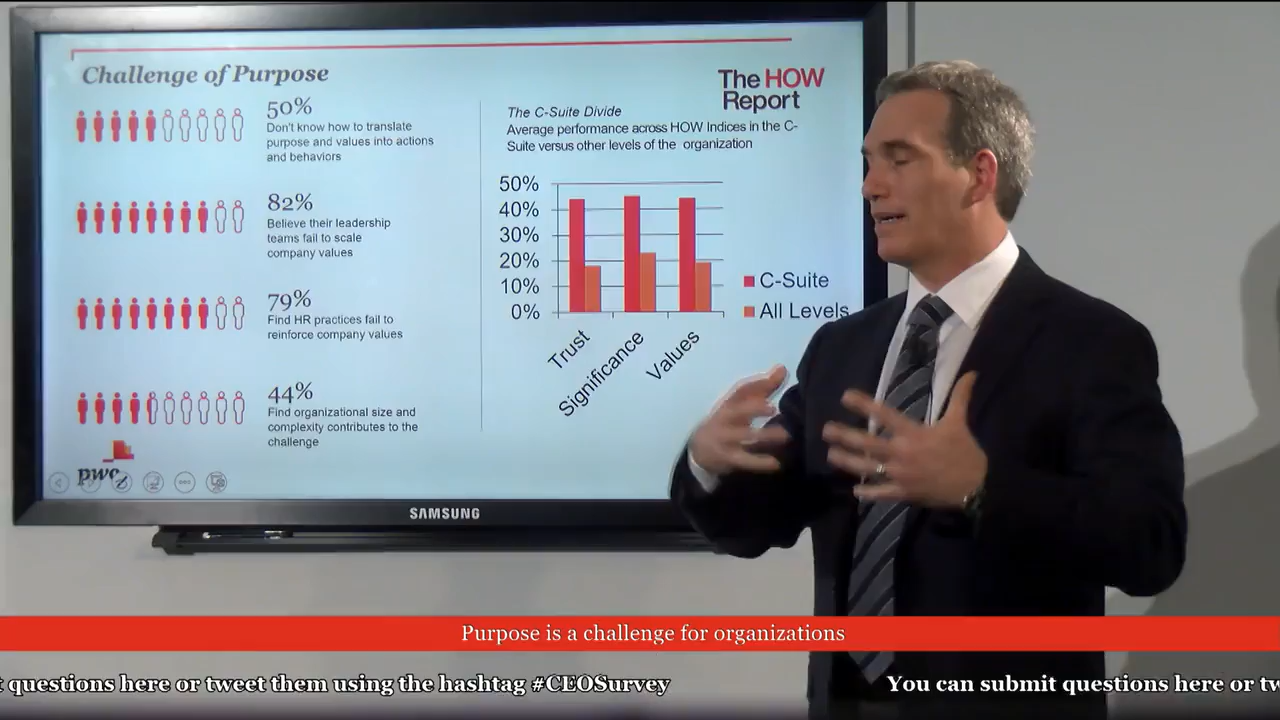 Challenge of Purpose
50%
Don't know how to translate
purpose and values into actions
and behaviors
82%
Believe their leadership
teams fail to scale
company values
79%
Find HR practices fail to
reinforce company values
44%
Find organizational size and
complexity contributes to the
challenge
pwc
The HOW
Report
The C-Suite Divide
Average performance across HOW Indices in the C-
Suite versus other levels of the organization
50%
40%
30%
20%
10%
0%
Trust
Significance
Values
C-Suite
All Levels
SAMSUNG
Purpose is a challenge for organizations
t questions here or tweet them using the hashtag #CEOSurvey
You can submit questions here or tw